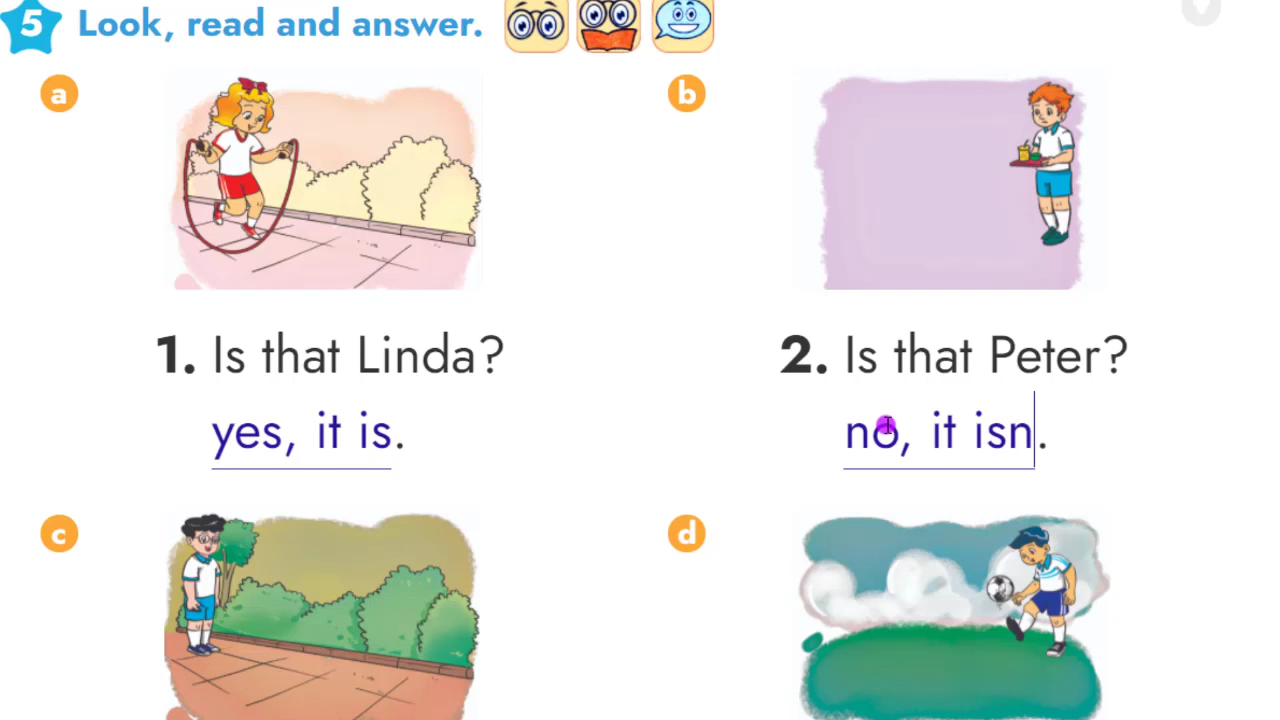 5 Look, read and answer.
a
b
1. Is that Linda?
yes, it is.
2. Is that Peter?
no, it isn.
c
d